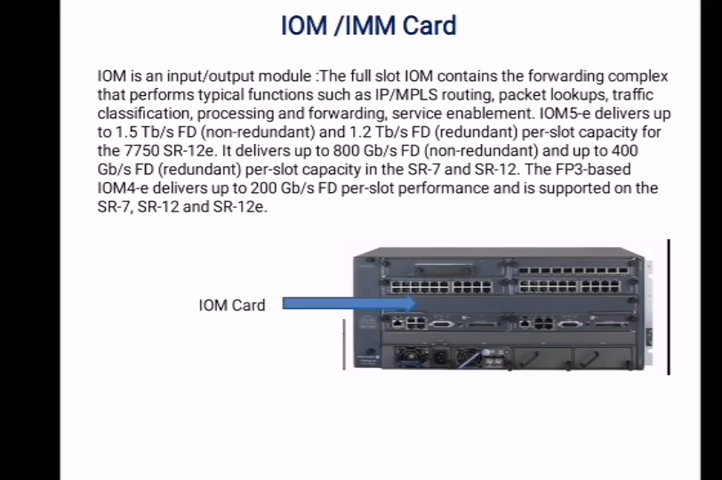 IOM /IMM Card
IOM is an input/output module :The full slot IOM contains the forwarding complex
that performs typical functions such as IP/MPLS routing, packet lookups, traffic
classification, processing and forwarding, service enablement. IOM5-e delivers up
to 1.5 Tb/s FD (non-redundant) and 1.2 Tb/s FD (redundant) per-slot capacity for
the 7750 SR-12e. It delivers up to 800 Gb/s FD (non-redundant) and up to 400
Gb/s FD (redundant) per-slot capacity in the SR-7 and SR-12. The FP3-based
IOM4-e delivers up to 200 Gb/s FD per-slot performance and is supported on the
SR-7, SR-12 and SR-12e.
IOM Card